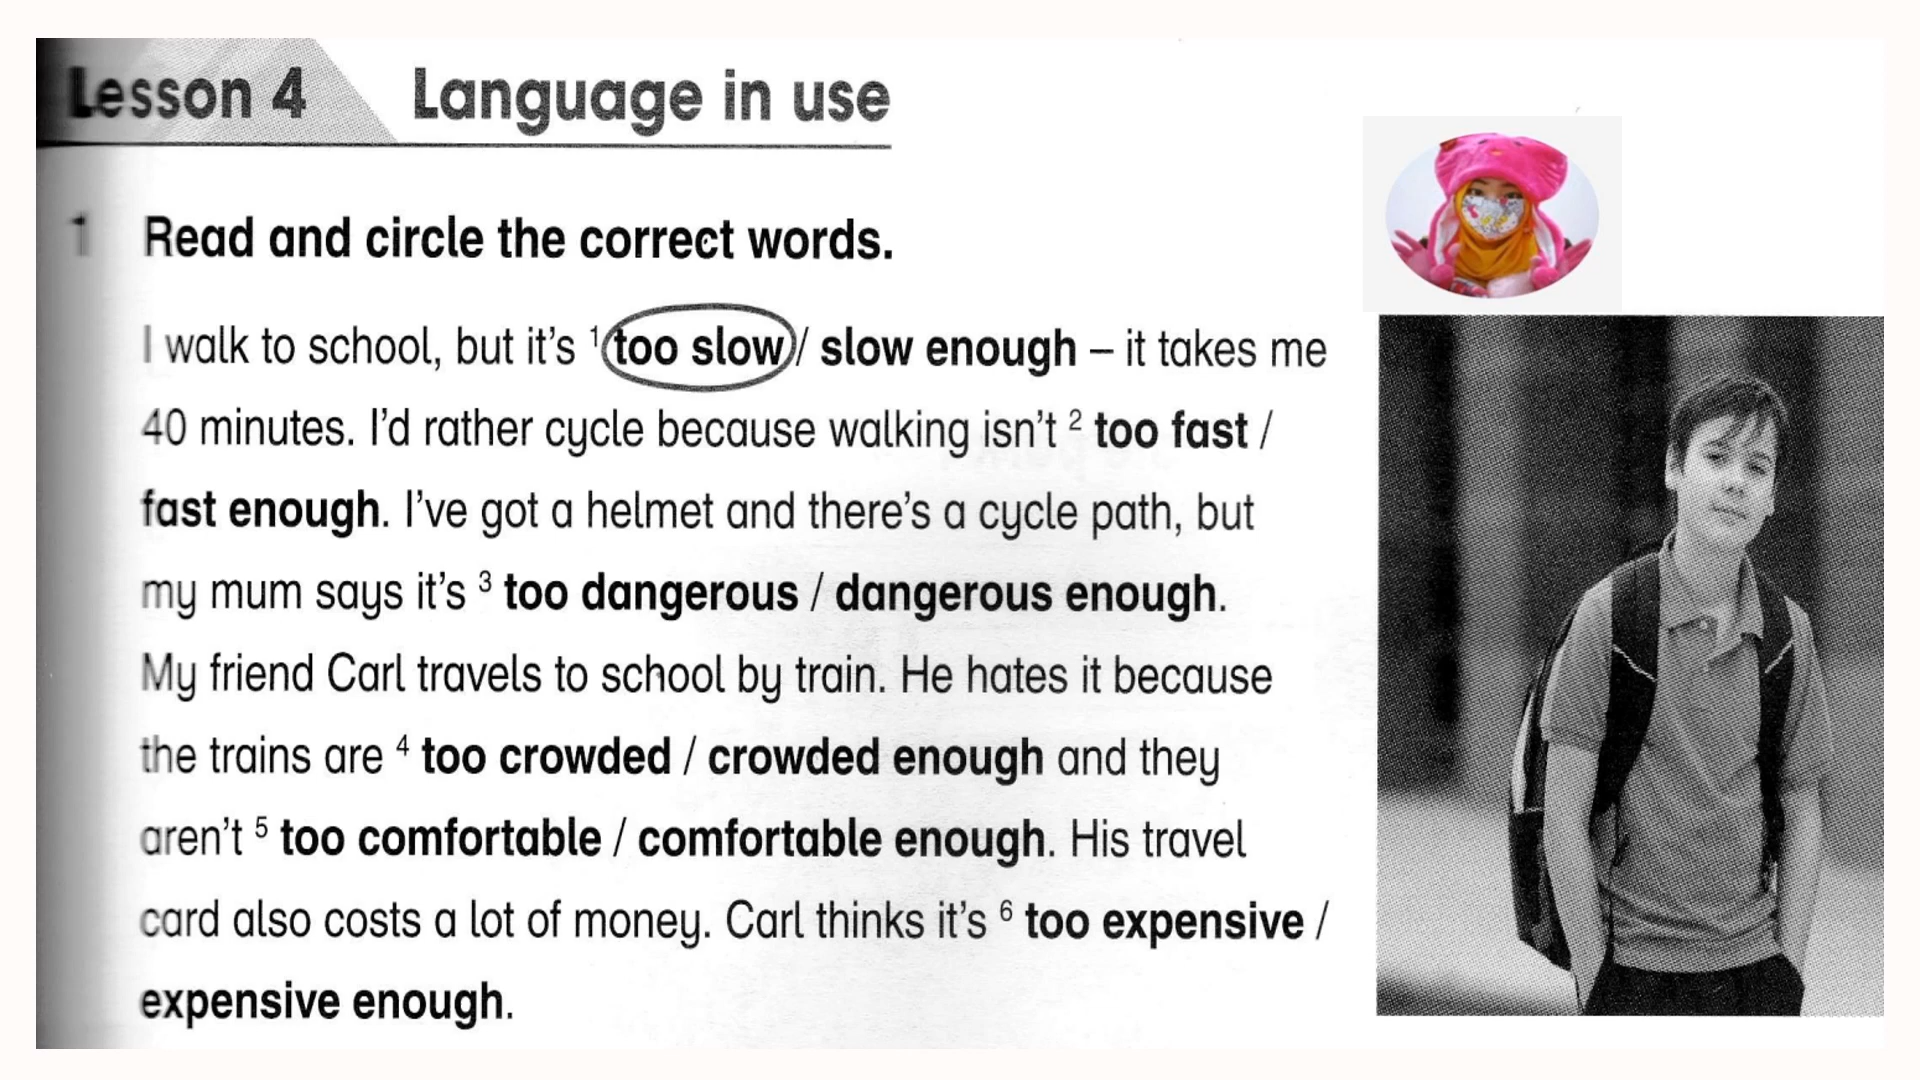 Lesson 4 Language in use
1 Read and circle the correct words.
I walk to school, but it's ¹ too slow / slow enough – it takes me
40 minutes. I'd rather cycle because walking isn't ² too fast /
fast enough. I've got a helmet and there's a cycle path, but
my mum says it's ³ too dangerous / dangerous enough.
My friend Carl travels to school by train. He hates it because
the trains are ⁴ too crowded / crowded enough and they
aren't ⁵ too comfortable / comfortable enough. His travel
card also costs a lot of money. Carl thinks it's ⁶ too expensive /
expensive enough.